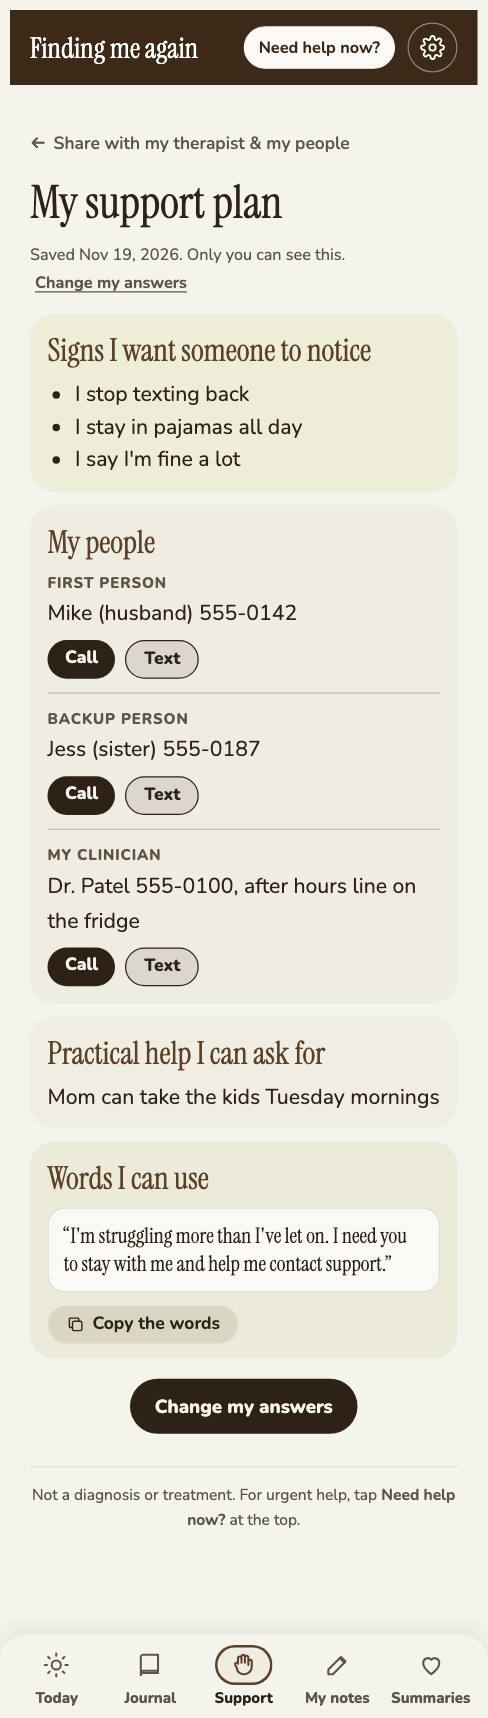 Finding me again
Need help now?
← Share with my therapist & my people
My support plan
Saved Nov 19, 2026. Only you can see this.
Change my answers
Signs I want someone to notice
• I stop texting back
• I stay in pajamas all day
• I say I'm fine a lot
My people
FIRST PERSON
Mike (husband) 555-0142
Call Text
BACKUP PERSON
Jess (sister) 555-0187
Call Text
MY CLINICIAN
Dr. Patel 555-0100, after hours line on
the fridge
Call Text
Practical help I can ask for
Mom can take the kids Tuesday mornings
Words I can use
“I'm struggling more than I've let on. I need you
to stay with me and help me contact support.”
Copy the words
Change my answers
Not a diagnosis or treatment. For urgent help, tap Need help
now? at the top.
Today Journal Support My notes Summaries